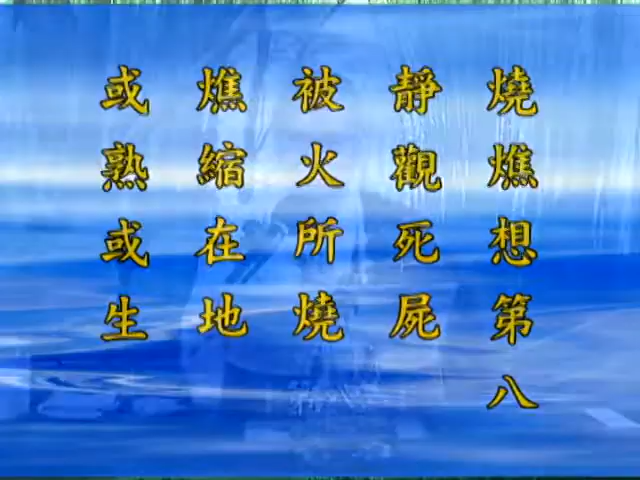 燒燋想第八
靜觀死屍
被火所燒
燋縮在地
或熟或生